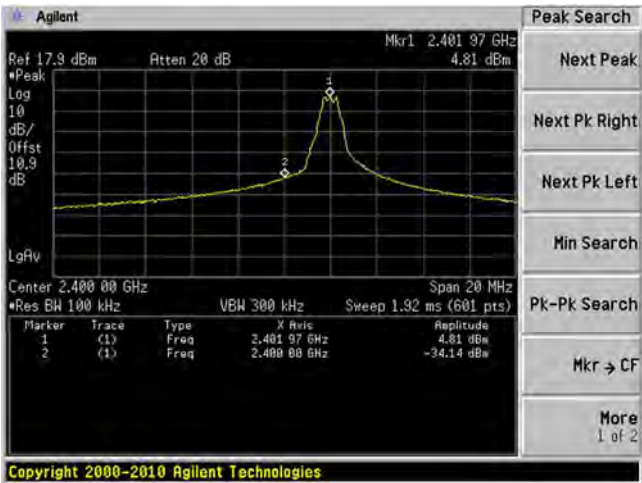 Agilent
Peak Search
Mkr1 2.401 97 GHz
Ref 17.9 dBm Atten 20 dB 4.81 dBm
#Peak
Log
10
dB/
Offst
10.9
dB
LgAv
1
2
Center 2.400 00 GHz Span 20 MHz
#Res BW 100 kHz VBW 300 kHz Sweep 1.92 ms (601 pts)
Marker Trace Type X Axis Amplitude
1 (1) Freq 2.401 97 GHz 4.81 dBm
2 (1) Freq 2.400 00 GHz -34.14 dBm
Next Peak
Next Pk Right
Next Pk Left
Min Search
Pk-Pk Search
Mkr → CF
More
1 of 2
Copyright 2000-2010 Agilent Technologies